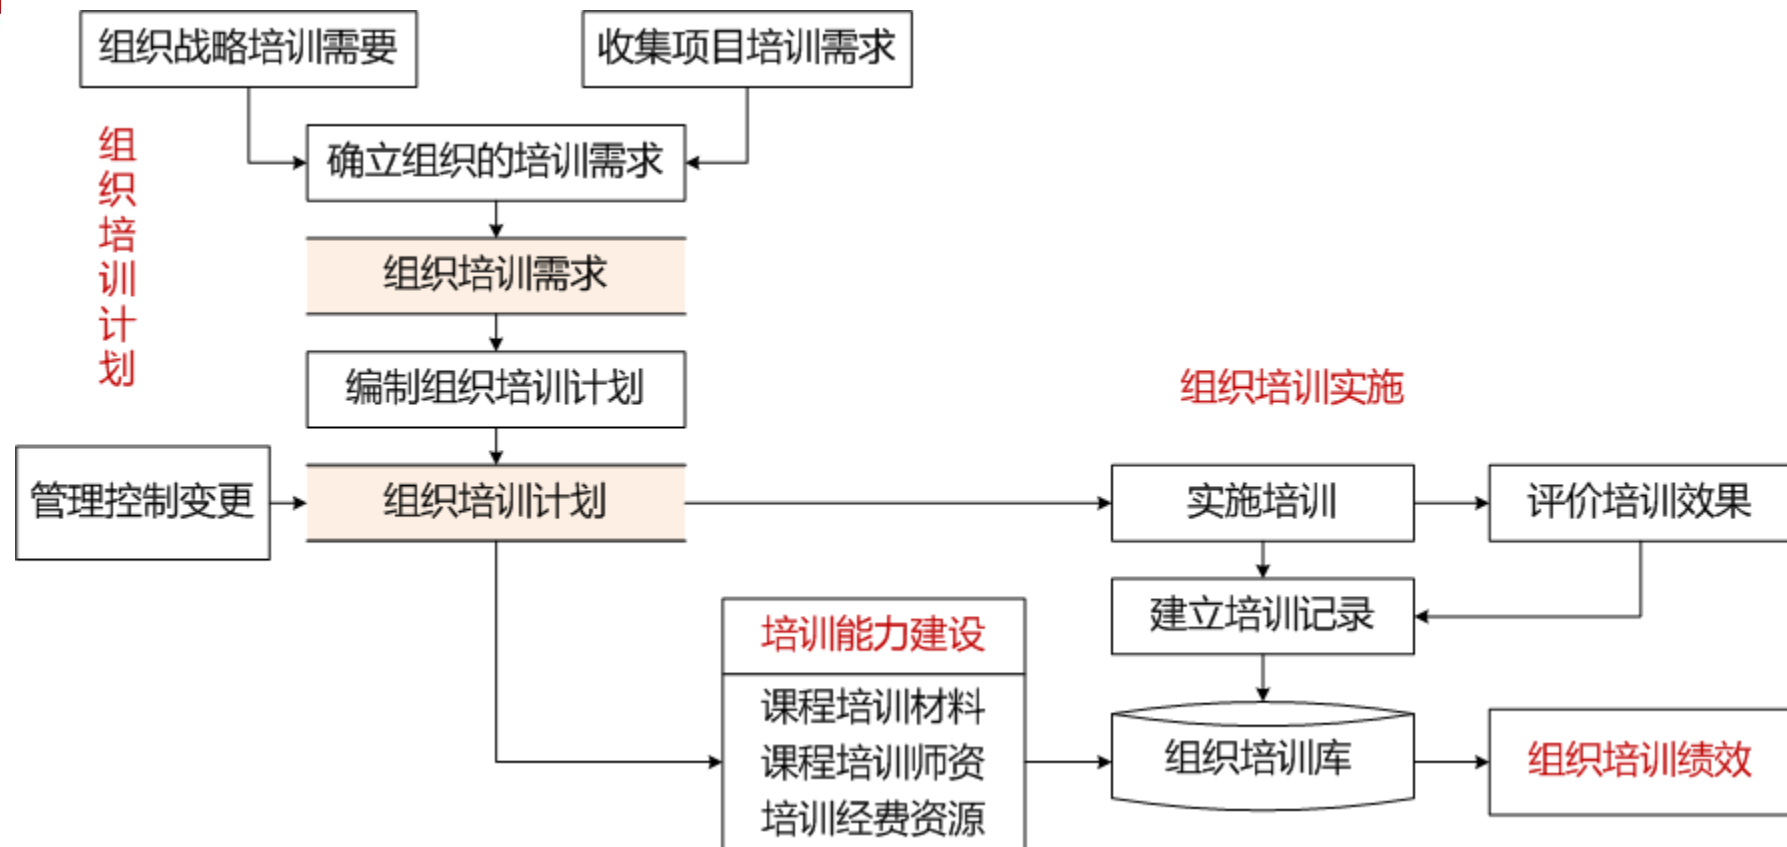 组织战略培训需要
收集项目培训需求
组织培训计划
确立组织的培训需求
组织培训需求
编制组织培训计划
组织培训实施
管理控制变更
组织培训计划
实施培训
评价培训效果
建立培训记录
培训能力建设
课程培训材料
课程培训师资
培训经费资源
组织培训库
组织培训绩效